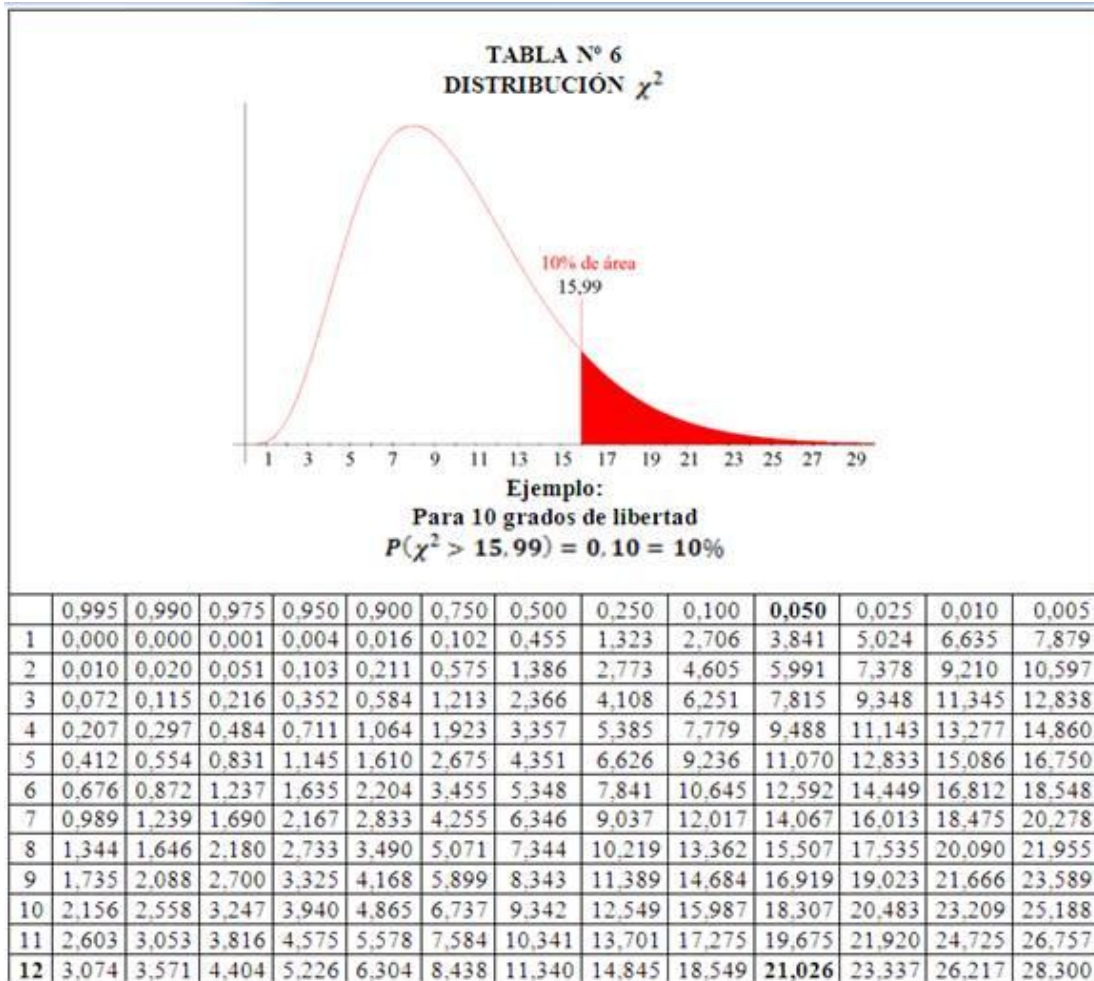 TABLA Nº 6
DISTRIBUCIÓN χ²
10% de área
15,99
1 3 5 7 9 11 13 15 17 19 21 23 25 27 29
Ejemplo:
Para 10 grados de libertad
P(χ² > 15,99) = 0,10 = 10%
0,995 0,990 0,975 0,950 0,900 0,750 0,500 0,250 0,100 0,050 0,025 0,010 0,005
1 0,000 0,000 0,001 0,004 0,016 0,102 0,455 1,323 2,706 3,841 5,024 6,635 7,879
2 0,010 0,020 0,051 0,103 0,211 0,575 1,386 2,773 4,605 5,991 7,378 9,210 10,597
3 0,072 0,115 0,216 0,352 0,584 1,213 2,366 4,108 6,251 7,815 9,348 11,345 12,838
4 0,207 0,297 0,484 0,711 1,064 1,923 3,357 5,385 7,779 9,488 11,143 13,277 14,860
5 0,412 0,554 0,831 1,145 1,610 2,675 4,351 6,626 9,236 11,070 12,833 15,086 16,750
6 0,676 0,872 1,237 1,635 2,204 3,455 5,348 7,841 10,645 12,592 14,449 16,812 18,548
7 0,989 1,239 1,690 2,167 2,833 4,255 6,346 9,037 12,017 14,067 16,013 18,475 20,278
8 1,344 1,646 2,180 2,733 3,490 5,071 7,344 10,219 13,362 15,507 17,535 20,090 21,955
9 1,735 2,088 2,700 3,325 4,168 5,899 8,343 11,389 14,684 16,919 19,023 21,666 23,589
10 2,156 2,558 3,247 3,940 4,865 6,737 9,342 12,549 15,987 18,307 20,483 23,209 25,188
11 2,603 3,053 3,816 4,575 5,578 7,584 10,341 13,701 17,275 19,675 21,920 24,725 26,757
12 3,074 3,571 4,404 5,226 6,304 8,438 11,340 14,845 18,549 21,026 23,337 26,217 28,300